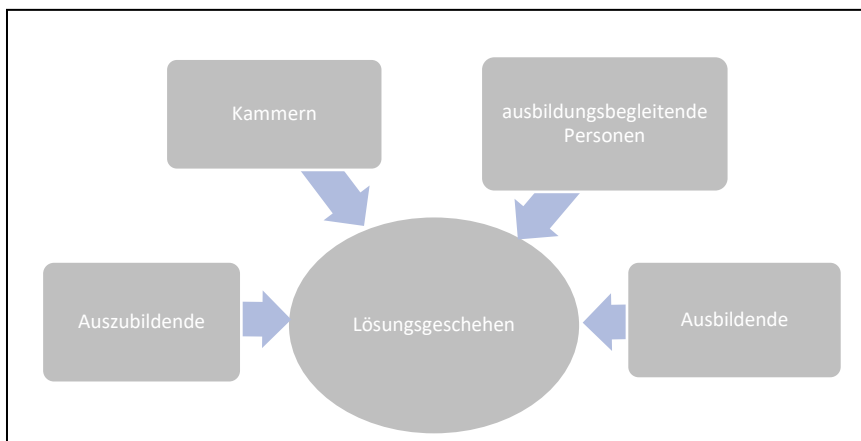 Kammern
ausbildungsbegleitende
Personen
Auszubildende
Lösungsgeschehen
Ausbildende